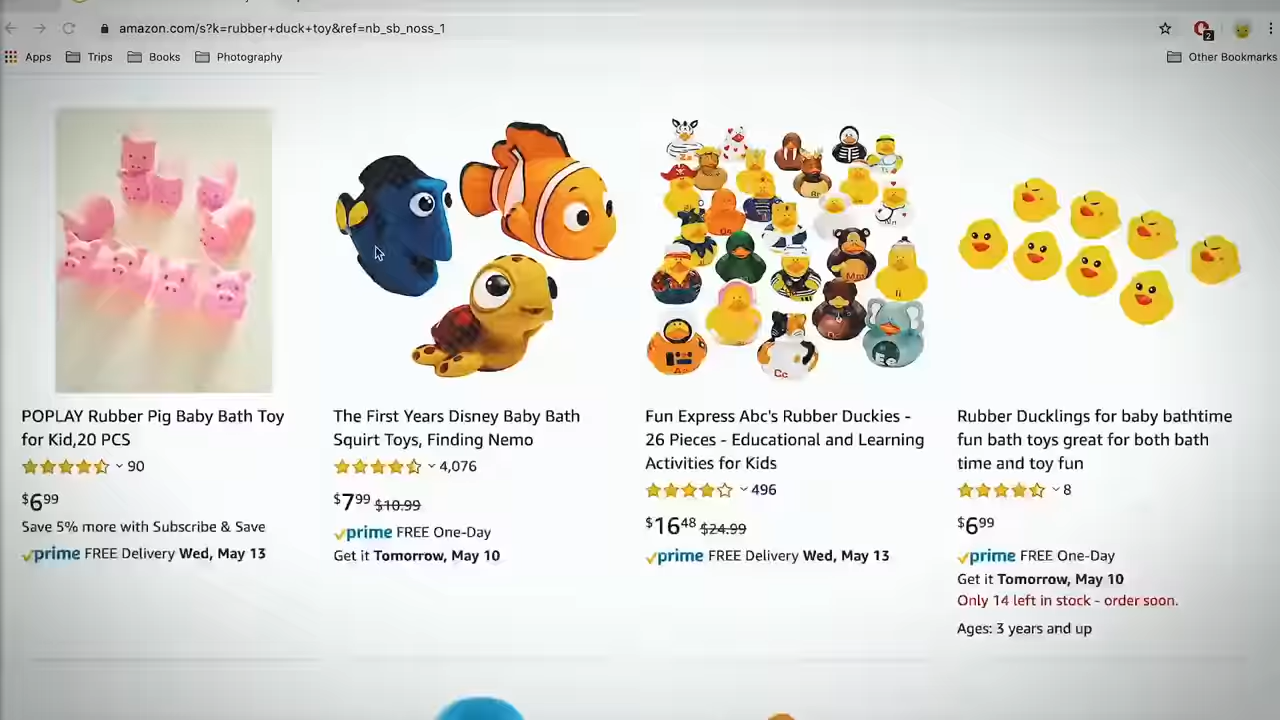 amazon.com/s?k=rubber+duck+toy&ref=nb_sb_noss_1
2
Apps Trips Books Photography Other Bookmarks
POPLAY Rubber Pig Baby Bath Toy
for Kid,20 PCS
90
$6.99
Save 5% more with Subscribe & Save
prime FREE Delivery Wed, May 13
The First Years Disney Baby Bath
Squirt Toys, Finding Nemo
4,076
$7.99 $10.99
prime FREE One-Day
Get it Tomorrow, May 10
Fun Express Abc's Rubber Duckies -
26 Pieces - Educational and Learning
Activities for Kids
496
$16.48 $24.99
prime FREE Delivery Wed, May 13
Rubber Ducklings for baby bathtime
fun bath toys great for both bath
time and toy fun
8
$6.99
prime FREE One-Day
Get it Tomorrow, May 10
Only 14 left in stock - order soon.
Ages: 3 years and up